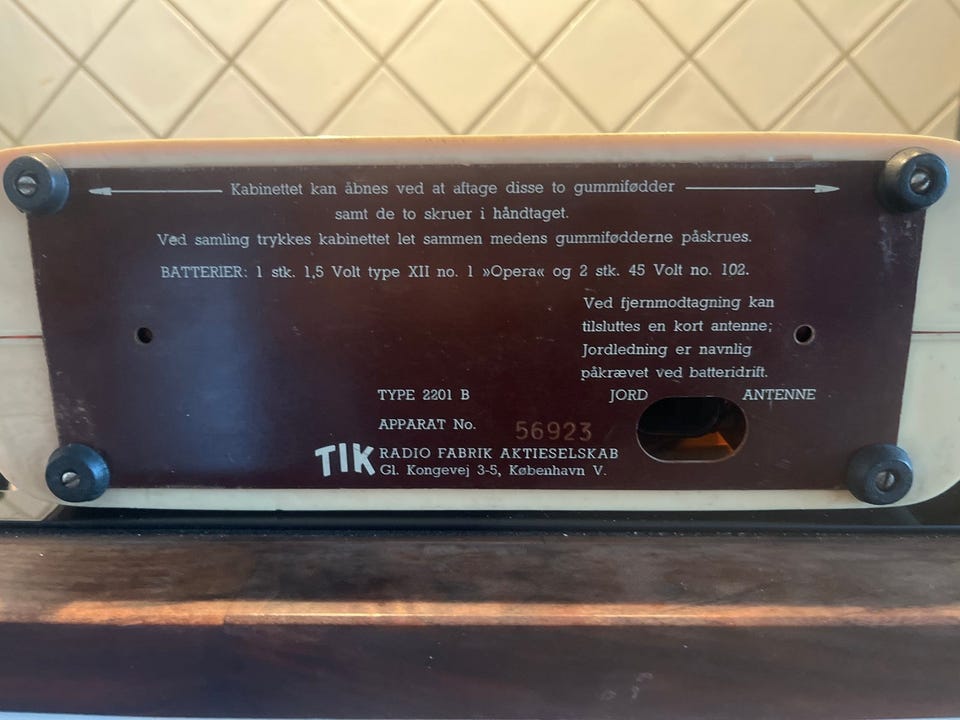 Kabinettet kan åbnes ved at aftage disse to gummifødder
samt de to skruer i håndtaget.
Ved samling trykkes kabinettet let sammen medens gummifødderne påskrues.
BATTERIER: 1 stk. 1,5 Volt type XII no. 1 »Opera« og 2 stk. 45 Volt no. 102.
Ved fjernmodtagning kan
tilsluttes en kort antenne;
Jordledning er navnlig
påkrævet ved batteridrift.
JORD ANTENNE
TYPE 2201 B
APPARAT No. 56923
TIK RADIO FABRIK AKTIESELSKAB
Gl. Kongevej 3-5, København V.